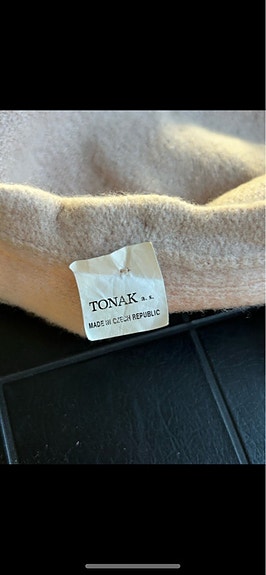 TONAK a. s.
MADE IN CZECH REPUBLIC